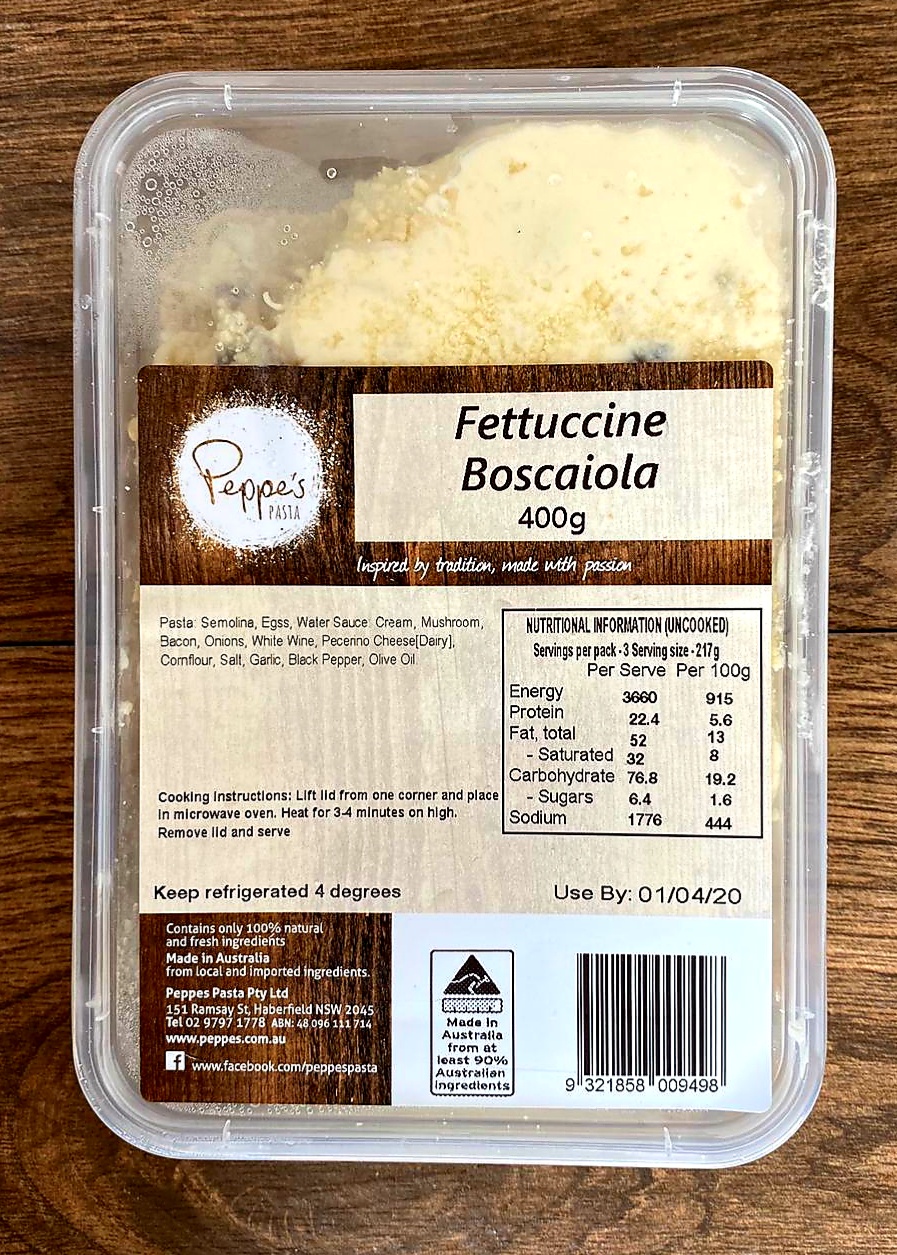 Peppe's
PASTA
Fettuccine
Boscaiola
400g
Inspired by tradition, made with passion
Pasta: Semolina, Egss, Water Sauce: Cream, Mushroom,
Bacon, Onions, White Wine, Pecerino Cheese[Dairy],
Cornflour, Salt, Garlic, Black Pepper, Olive Oil.
NUTRITIONAL INFORMATION (UNCOOKED)
Servings per pack - 3 Serving size - 217g
Per Serve Per 100g
Energy 3660 915
Protein 22.4 5.6
Fat, total 52 13
- Saturated 32 8
Carbohydrate 76.8 19.2
- Sugars 6.4 1.6
Sodium 1776 444
Cooking Instructions: Lift lid from one corner and place
in microwave oven. Heat for 3-4 minutes on high.
Remove lid and serve
Keep refrigerated 4 degrees
Use By: 01/04/20
Contains only 100% natural
and fresh ingredients
Made in Australia
from local and imported ingredients.
Peppes Pasta Pty Ltd
151 Ramsay St, Haberfield NSW 2045
Tel 02 9797 1778 ABN: 48 096 111 714
www.peppes.com.au
f www.facebook.com/peppespasta
Made in
Australia
from at
least 90%
Australian
ingredients
9 321858 009498